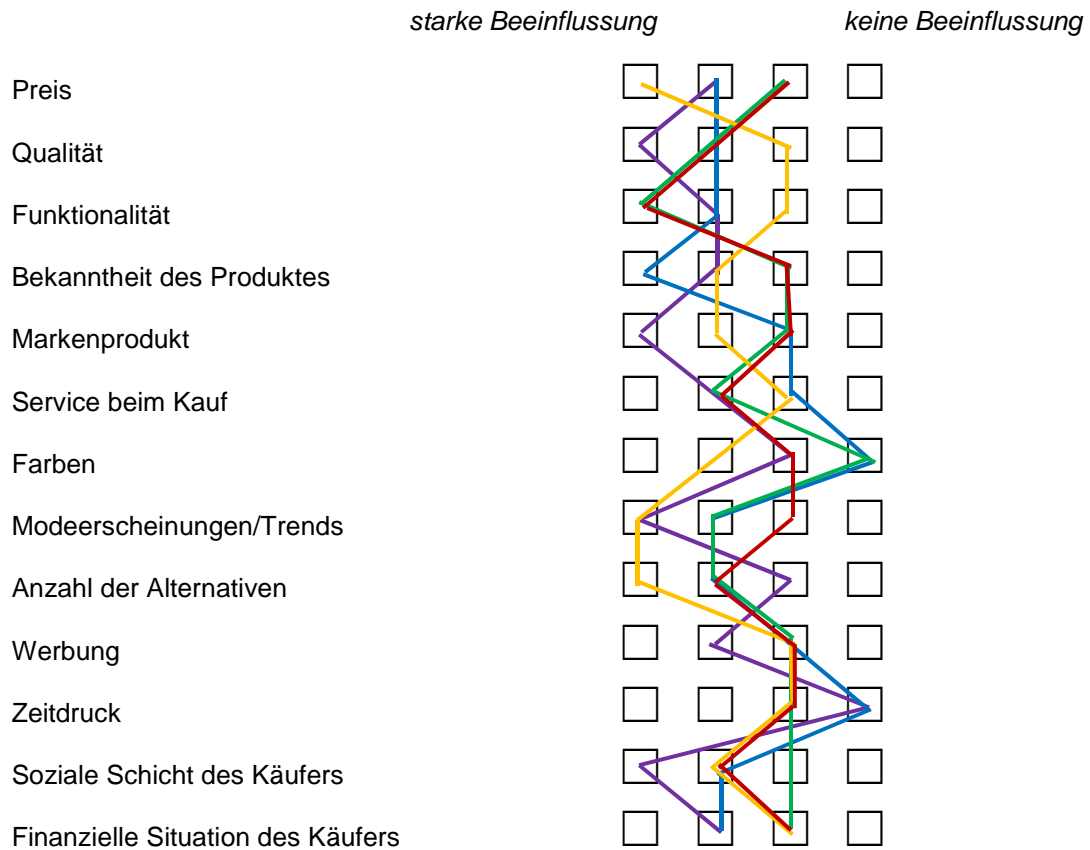 starke Beeinflussung keine Beeinflussung
Preis
Qualität
Funktionalität
Bekanntheit des Produktes
Markenprodukt
Service beim Kauf
Farben
Modeerscheinungen/Trends
Anzahl der Alternativen
Werbung
Zeitdruck
Soziale Schicht des Käufers
Finanzielle Situation des Käufers